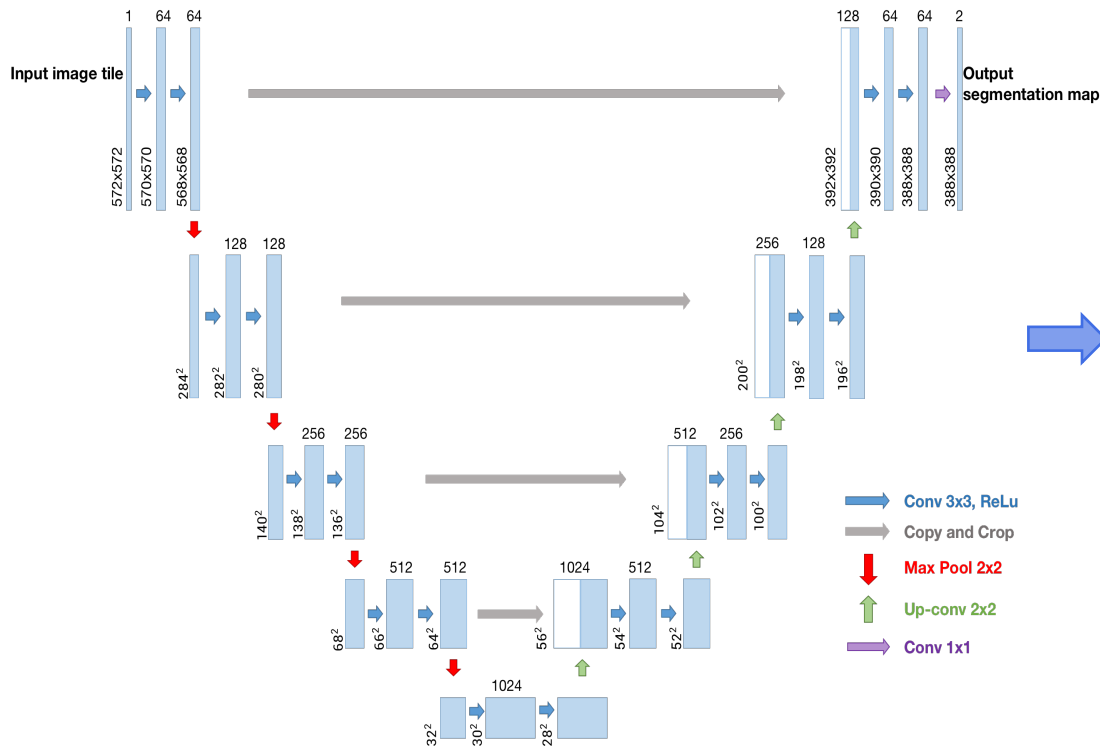 1 64 64
128 64 64 2
Input image tile
Output
segmentation map
572x572
570x570
568x568
392x392
390x390
388x388
388x388
128 128
256 128
284²
282²
280²
200²
198²
196²
256 256
512 256
140²
138²
136²
104²
102²
100²
Conv 3x3, ReLu
Copy and Crop
512 512
1024 512
Max Pool 2x2
68²
66²
64²
56²
54²
52²
Up-conv 2x2
Conv 1x1
1024
32²
30²
28²